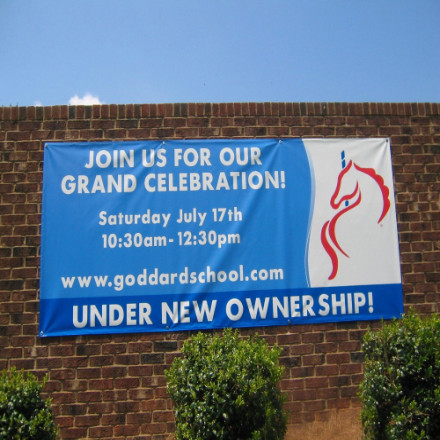 JOIN US FOR OUR
GRAND CELEBRATION!
Saturday July 17th
10:30am-12:30pm
www.goddardschool.com
UNDER NEW OWNERSHIP!